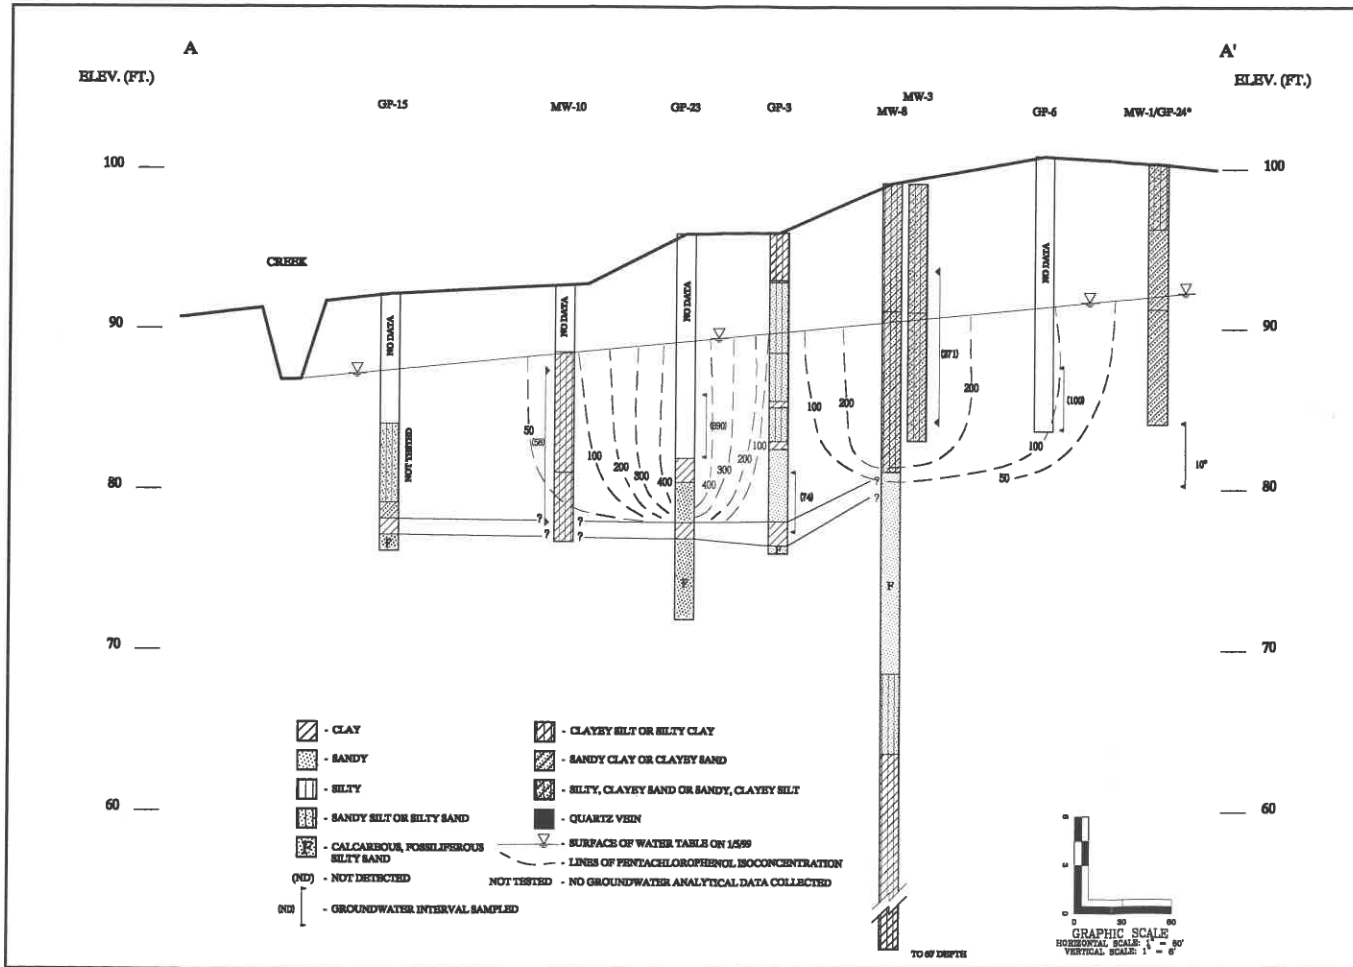 A A'
ELEV. (FT.) ELEV. (FT.)
GP-15 MW-10 GP-23 GP-3 MW-8 MW-3 GP-6 MW-1/GP-24*
100 100
90 90
80 80
70 70
60 60
CREEK
NO DATA
NO DATA
NO DATA
NO DATA
NOT TESTED
50
(58)
100
200
300
400
(690)
400
300
200
100
(74)
100
200
(271)
200
100
(100)
50
10*
? ? ?
? ? ?
F
F
F
F
- CLAY
- SANDY
- SILTY
- SANDY SILT OR SILTY SAND
F - CALCAREOUS, FOSSILIFEROUS
SILTY SAND
(ND) - NOT DETECTED
(ND) - GROUNDWATER INTERVAL SAMPLED
- CLAYEY SILT OR SILTY CLAY
- SANDY CLAY OR CLAYEY SAND
- SILTY, CLAYEY SAND OR SANDY, CLAYEY SILT
- QUARTZ VEIN
- SURFACE OF WATER TABLE ON 1/5/99
- LINES OF PENTACHLOROPHENOL ISOCONCENTRATION
NOT TESTED - NO GROUNDWATER ANALYTICAL DATA COLLECTED
TO 67' DEPTH
0 30 60
GRAPHIC SCALE
HORIZONTAL SCALE: 1" = 60'
VERTICAL SCALE: 1" = 6'